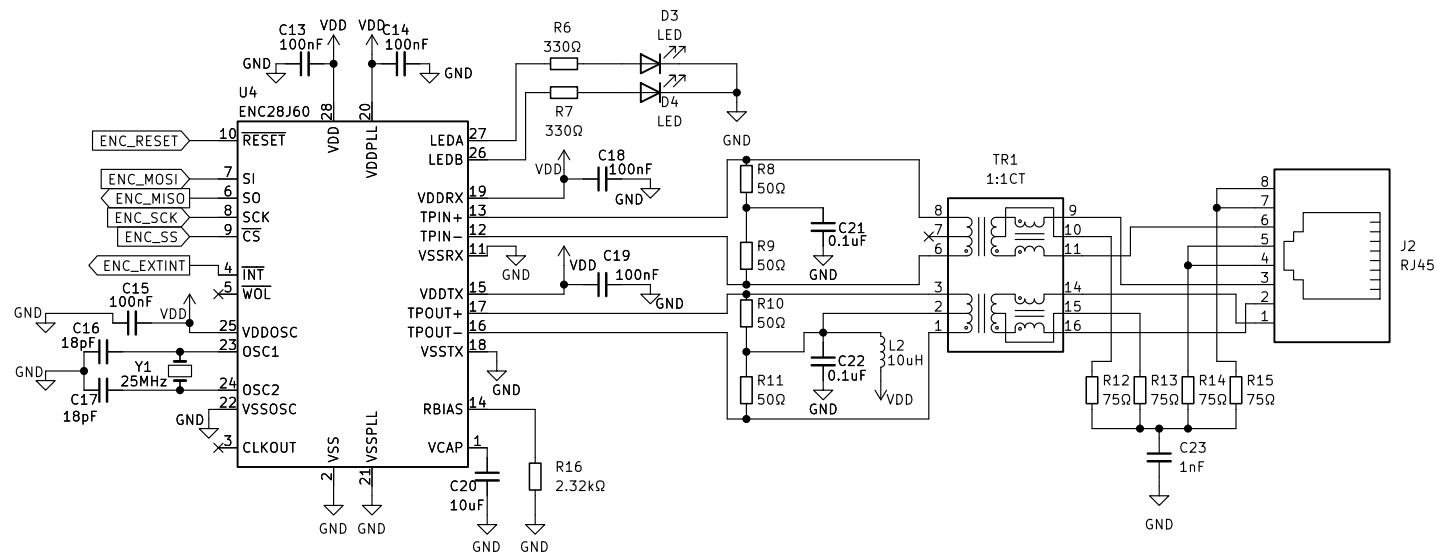 C13
100nF
VDD
VDD
C14
100nF
GND
GND
R6
330Ω
D3
LED
R7
330Ω
D4
LED
GND
U4
ENC28J60
28
VDD
20
VDDPLL
ENC_RESET
10
RESET
ENC_MOSI
7
SI
ENC_MISO
6
SO
ENC_SCK
8
SCK
ENC_SS
9
CS
ENC_EXTINT
4
INT
5
WOL
C15
100nF
GND
VDD
25
VDDOSC
C16
18pF
23
OSC1
GND
Y1
25MHz
24
OSC2
C17
18pF
22
VSSOSC
GND
3
CLKOUT
VSS
2
GND
VSSPLL
21
GND
LEDA
27
LEDB
26
VDD
C18
100nF
GND
VDDRX
19
TPIN+
13
TPIN-
12
VSSRX
11
GND
VDD
C19
100nF
GND
VDDTX
15
TPOUT+
17
TPOUT-
16
VSSTX
18
GND
RBIAS
14
VCAP
1
C20
10uF
GND
R16
2.32kΩ
GND
R8
50Ω
R9
50Ω
C21
0.1uF
GND
R10
50Ω
R11
50Ω
C22
0.1uF
GND
L2
10uH
VDD
TR1
1:1CT
8
7
6
3
2
1
9
10
11
14
15
16
8
7
6
5
4
3
2
1
J2
RJ45
R12
75Ω
R13
75Ω
R14
75Ω
R15
75Ω
C23
1nF
GND